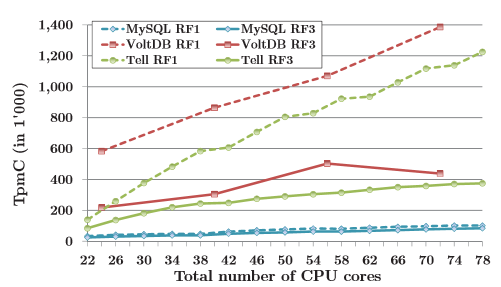 MySQL RF1 MySQL RF3
VoltDB RF1 VoltDB RF3
Tell RF1 Tell RF3
TpmC (in 1'000)
1,400
1,200
1,000
800
600
400
200
0
22 26 30 34 38 42 46 50 54 58 62 66 70 74 78
Total number of CPU cores